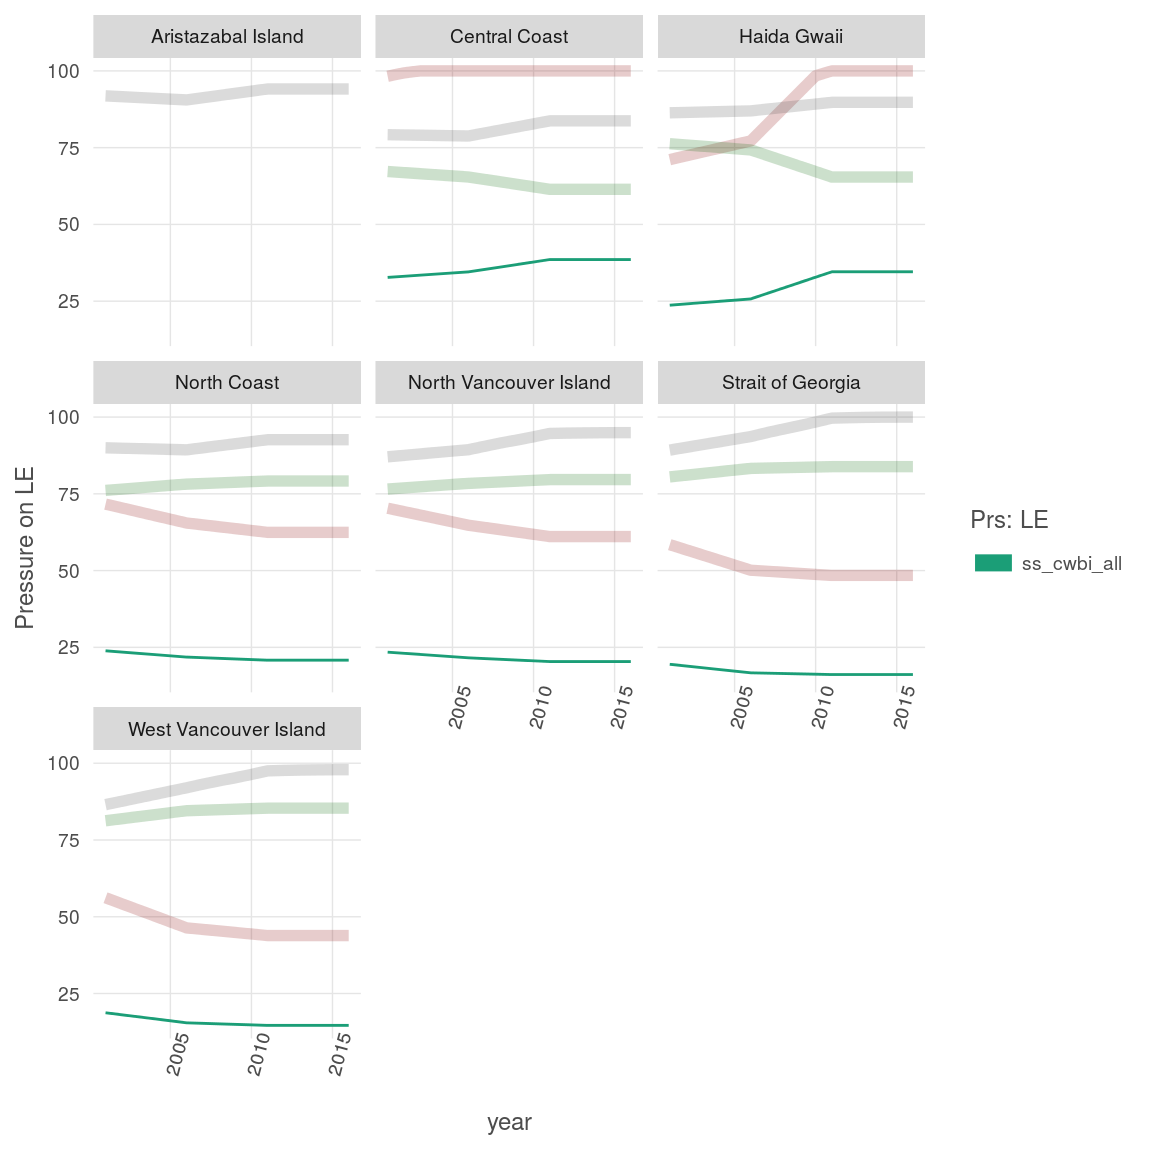 Aristazabal Island
Central Coast
Haida Gwaii
100
75
50
25
North Coast
North Vancouver Island
Strait of Georgia
100
75
50
25
Pressure on LE
Prs: LE
ss_cwbi_all
2005
2010
2015
2005
2010
2015
West Vancouver Island
100
75
50
25
2005
2010
2015
year